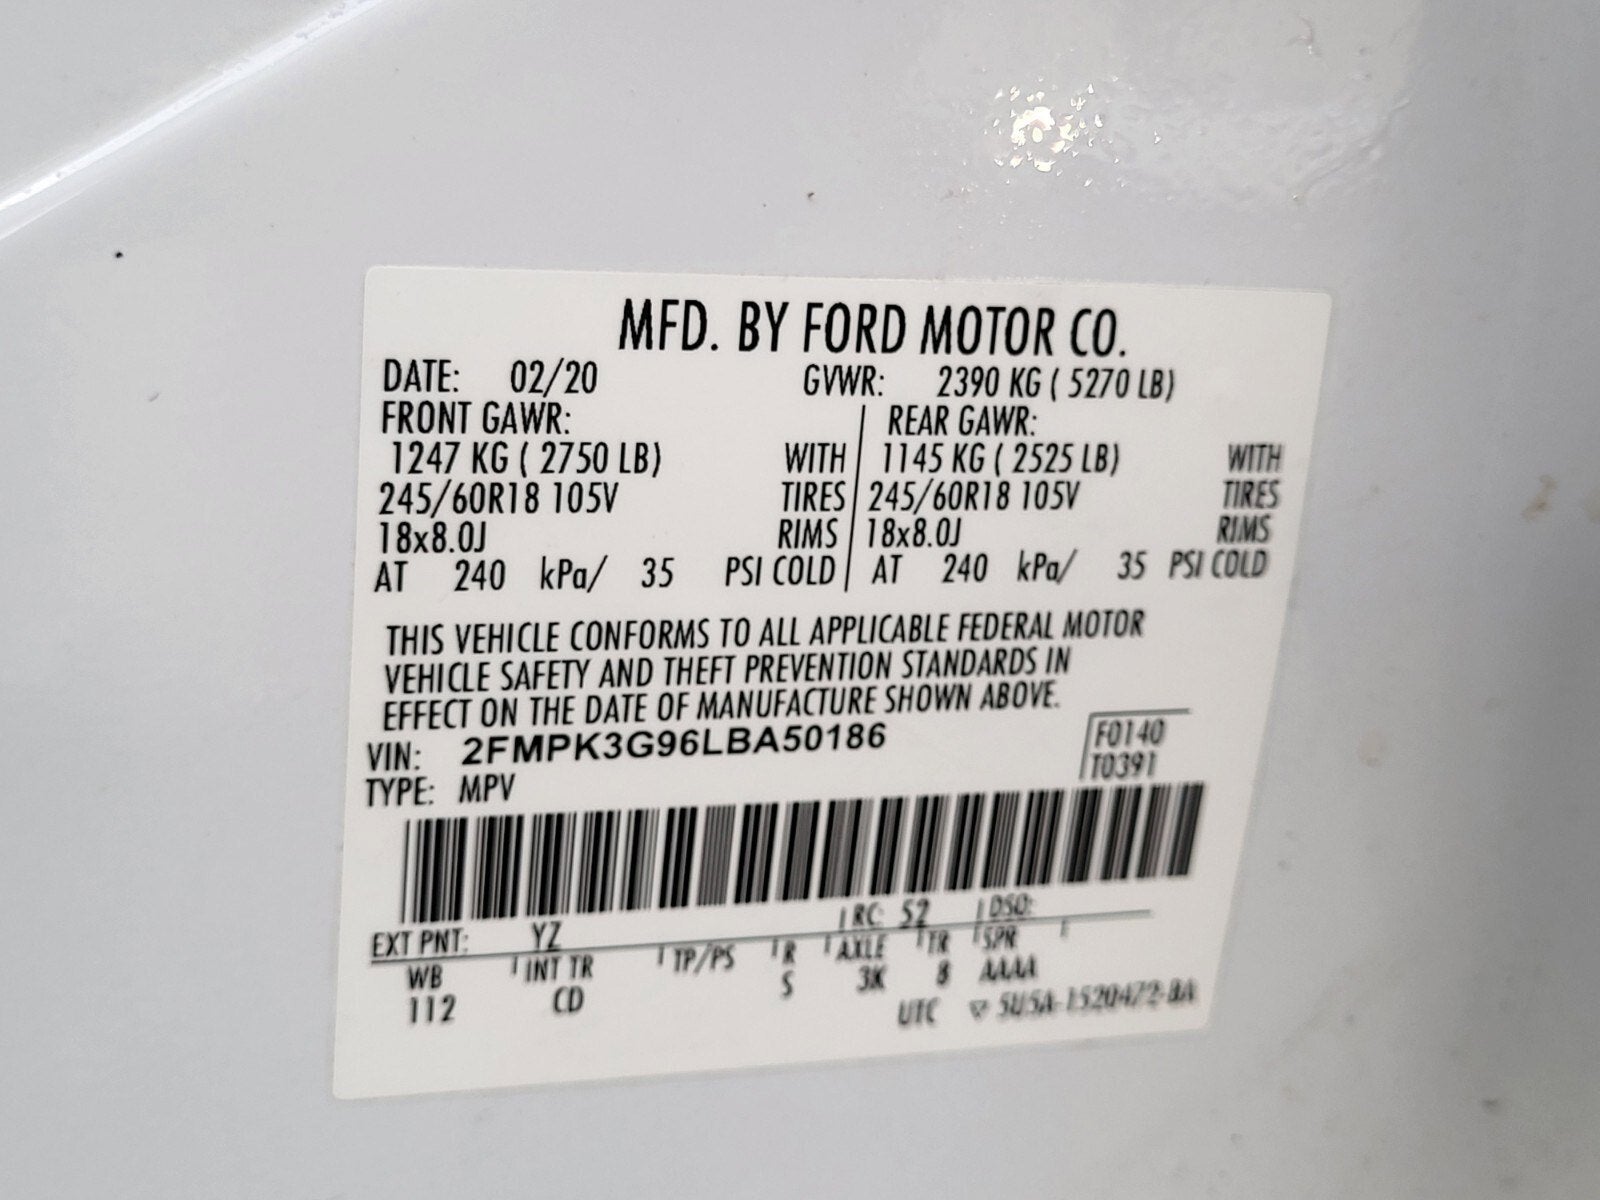 MFD. BY FORD MOTOR CO.
DATE: 02/20 GVWR: 2390 KG ( 5270 LB)
FRONT GAWR: REAR GAWR:
1247 KG ( 2750 LB) WITH 1145 KG ( 2525 LB) WITH
245/60R18 105V TIRES 245/60R18 105V TIRES
18x8.0J RIMS 18x8.0J RIMS
AT 240 kPa/ 35 PSI COLD AT 240 kPa/ 35 PSI COLD
THIS VEHICLE CONFORMS TO ALL APPLICABLE FEDERAL MOTOR
VEHICLE SAFETY AND THEFT PREVENTION STANDARDS IN
EFFECT ON THE DATE OF MANUFACTURE SHOWN ABOVE.
VIN: 2FMPK3G96LBA50186 F0140
TYPE: MPV T0391
EXT PNT: YZ RC: 52 DSO:
WB INT TR TP/PS R AXLE TR SPR
112 CD S 3K 8 AAAA
UTC 5U5A-1520472-BA